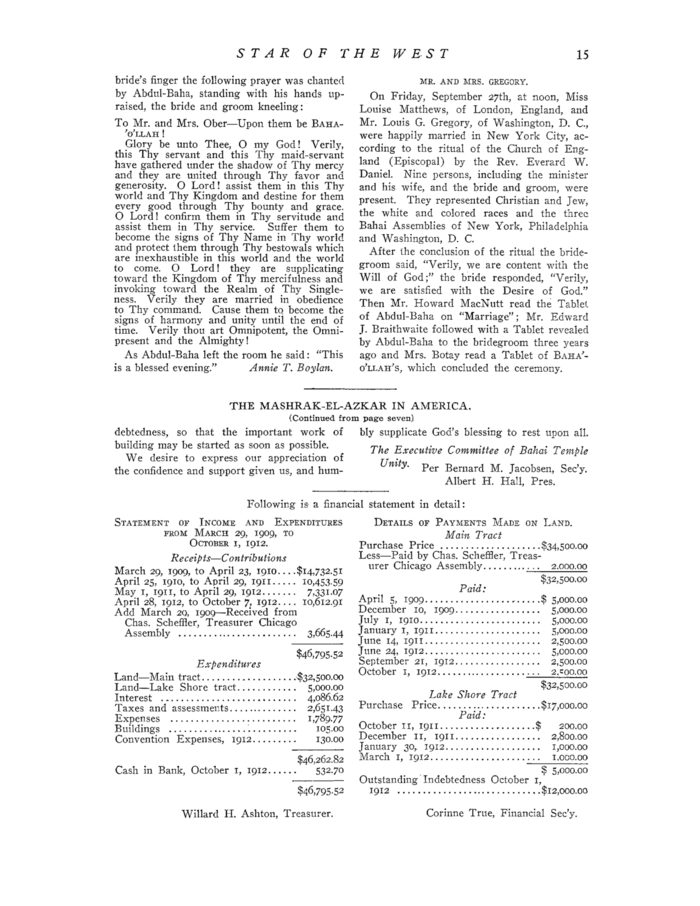 STAR OF THE WEST 15
bride's finger the following prayer was chanted
by Abdul-Baha, standing with his hands up-
raised, the bride and groom kneeling:
To Mr. and Mrs. Ober—Upon them be BAHA-
'O'LLAH!
Glory be unto Thee, O my God! Verily,
this Thy servant and this Thy maid-servant
have gathered under the shadow of Thy mercy
and they are united through Thy favor and
generosity. O Lord! assist them in this Thy
world and Thy Kingdom and destine for them
every good through Thy bounty and grace.
O Lord! confirm them in Thy servitude and
assist them in Thy service. Suffer them to
become the signs of Thy Name in Thy world
and protect them through Thy bestowals which
are inexhaustible in this world and the world
to come. O Lord! they are supplicating
toward the Kingdom of Thy mercifulness and
invoking toward the Realm of Thy Single-
ness. Verily they are married in obedience
to Thy command. Cause them to become the
signs of harmony and unity until the end of
time. Verily thou art Omnipotent, the Omni-
present and the Almighty!
As Abdul-Baha left the room he said: "This
is a blessed evening." Annie T. Boylan.
MR. AND MRS. GREGORY.
On Friday, September 27th, at noon, Miss
Louise Matthews, of London, England, and
Mr. Louis G. Gregory, of Washington, D. C.,
were happily married in New York City, ac-
cording to the ritual of the Church of Eng-
land (Episcopal) by the Rev. Everard W.
Daniel. Nine persons, including the minister
and his wife, and the bride and groom, were
present. They represented Christian and Jew,
the white and colored races and the three
Bahai Assemblies of New York, Philadelphia
and Washington, D. C.
After the conclusion of the ritual the bride-
groom said, "Verily, we are content with the
Will of God;" the bride responded, "Verily,
we are satisfied with the Desire of God."
Then Mr. Howard MacNutt read the Tablet
of Abdul-Baha on "Marriage"; Mr. Edward
J. Braithwaite followed with a Tablet revealed
by Abdul-Baha to the bridegroom three years
ago and Mrs. Botay read a Tablet of BAHA'-
O'LLAH'S, which concluded the ceremony.
THE MASHRAK-EL-AZKAR IN AMERICA.
(Continued from page seven)
debtedness, so that the important work of
building may be started as soon as possible.
We desire to express our appreciation of
the confidence and support given us, and hum-
bly supplicate God's blessing to rest upon all.
The Executive Committee of Bahai Temple
Unity. Per Bernard M. Jacobsen, Sec'y.
Albert H. Hall, Pres.
Following is a financial statement in detail:
STATEMENT OF INCOME AND EXPENDITURES
FROM MARCH 29, 1909, TO
OCTOBER 1, 1912.
Receipts—Contributions
March 29, 1909, to April 23, 1910....$14,732.51
April 25, 1910, to April 29, 1911..... 10,453.59
May 1, 1911, to April 29, 1912....... 7,331.07
April 28, 1912, to October 7, 1912.... 10,612.91
Add March 29, 1909—Received from
Chas. Scheffler, Treasurer Chicago
Assembly ....................... 3,665.44
$46,795.52
Expenditures
Land—Main tract..................$32,500.00
Land—Lake Shore tract............ 5,000.00
Interest .......................... 4,086.62
Taxes and assessments............. 2,651.43
Expenses ........................ 1,789.77
Buildings ........................ 105.00
Convention Expenses, 1912......... 130.00
$46,262.82
Cash in Bank, October 1, 1912...... 532.70
$46,795.52
Willard H. Ashton, Treasurer.
DETAILS OF PAYMENTS MADE ON LAND.
Main Tract
Purchase Price ...................$34,500.00
Less—Paid by Chas. Scheffler, Treas-
urer Chicago Assembly............ 2,000.00
$32,500.00
Paid:
April 5, 1909.......................$ 5,000.00
December 10, 1909................. 5,000.00
July 1, 1910........................ 5,000.00
January 1, 1911..................... 5,000.00
June 14, 1911....................... 2,500.00
June 24, 1912....................... 5,000.00
September 21, 1912................. 2,500.00
October 1, 1912..................... 2,500.00
$32,500.00
Lake Shore Tract
Purchase Price.....................$17,000.00
Paid:
October 11, 1911...................$ 200.00
December 11, 1911................. 2,800.00
January 30, 1912................... 1,000.00
March 1, 1912...................... 1,000.00
$ 5,000.00
Outstanding Indebtedness October 1,
1912 ............................$12,000.00
Corinne True, Financial Sec'y.